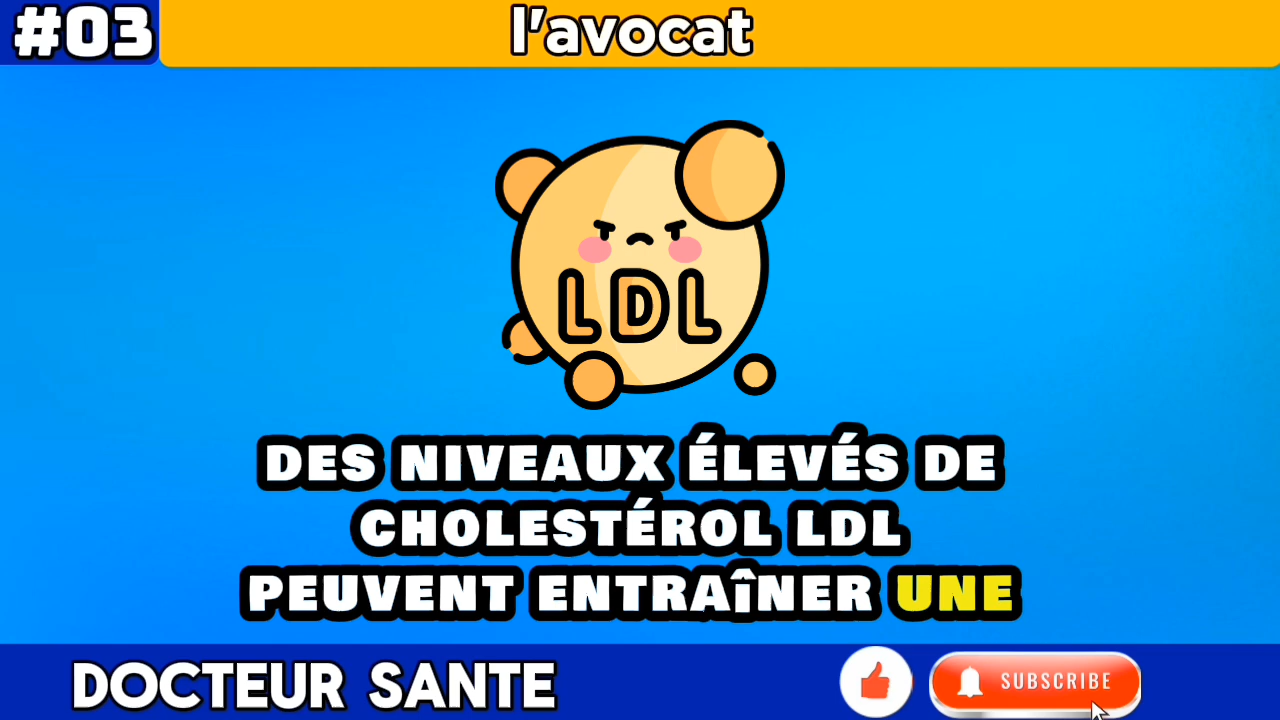 #03
l'avocat
LDL
DES NIVEAUX ÉLEVÉS DE
CHOLESTÉROL LDL
PEUVENT ENTRAÎNER UNE
DOCTEUR SANTE
SUBSCRIBE